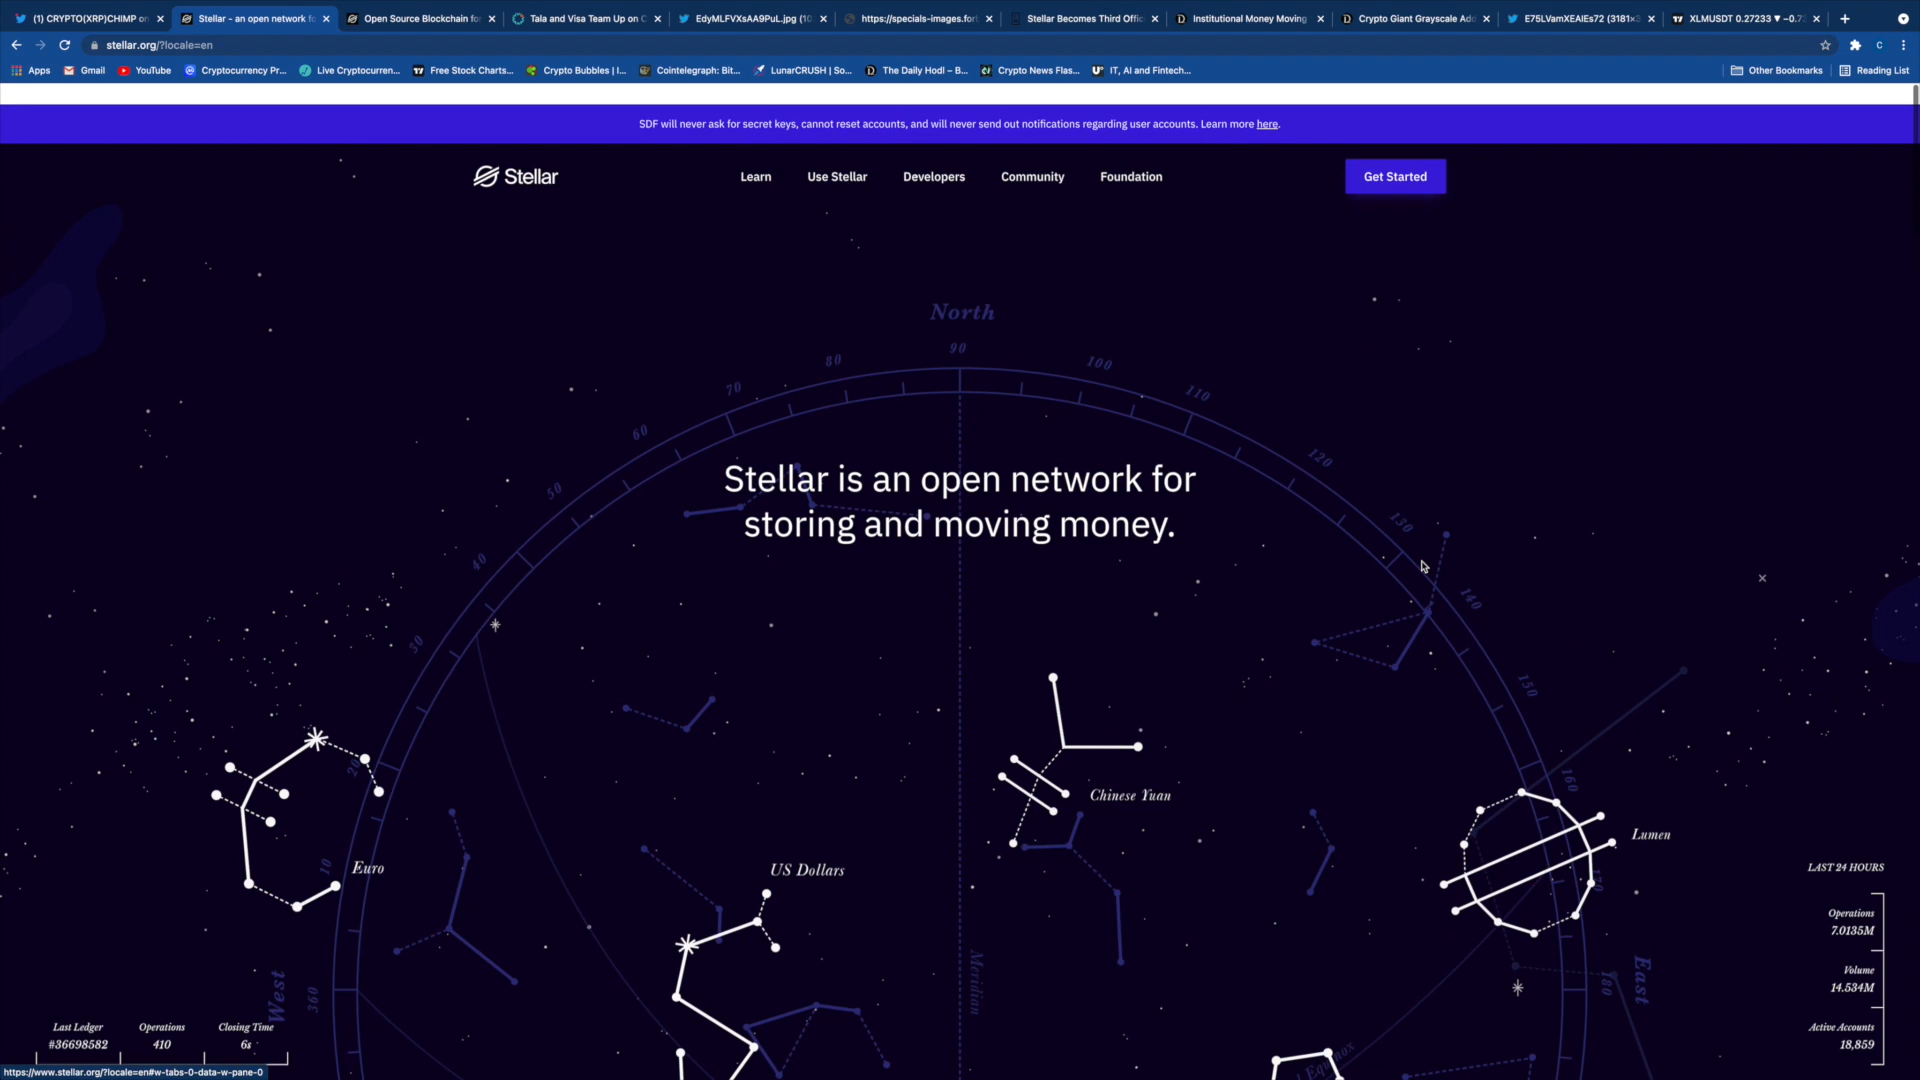 (1) CRYPTO(XRP)CHIMP on
Stellar - an open network fo
Open Source Blockchain for
Tala and Visa Team Up on C
EdyMLFVXsAA9PuL.jpg (10
https://specials-images.forb
Stellar Becomes Third Offic
Institutional Money Moving
Crypto Giant Grayscale Add
E75LVamXEAIEs72 (3181×3
XLMUSDT 0.27233 ▼ −0.7
stellar.org/?locale=en
C
Apps
Gmail
YouTube
Cryptocurrency Pr...
Live Cryptocurren...
Free Stock Charts...
Crypto Bubbles | I...
Cointelegraph: Bit...
LunarCRUSH | So...
The Daily Hodl – B...
Crypto News Flas...
IT, AI and Fintech...
Other Bookmarks
Reading List
SDF will never ask for secret keys, cannot reset accounts, and will never send out notifications regarding user accounts. Learn more here.
Stellar
Learn
Use Stellar
Developers
Community
Foundation
Get Started
North
90
80
100
70
110
60
120
50
130
40
140
30
150
Stellar is an open network for
storing and moving money.
20
160
Chinese Yuan
Lumen
Euro
10
US Dollars
170
LAST 24 HOURS
Operations
7.0135M
Volume
14.534M
Active Accounts
18,859
West
360
Meridian
East
180
Last Ledger
#36698582
Operations
410
Closing Time
6s
https://www.stellar.org/?locale=en#w-tabs-0-data-w-pane-0